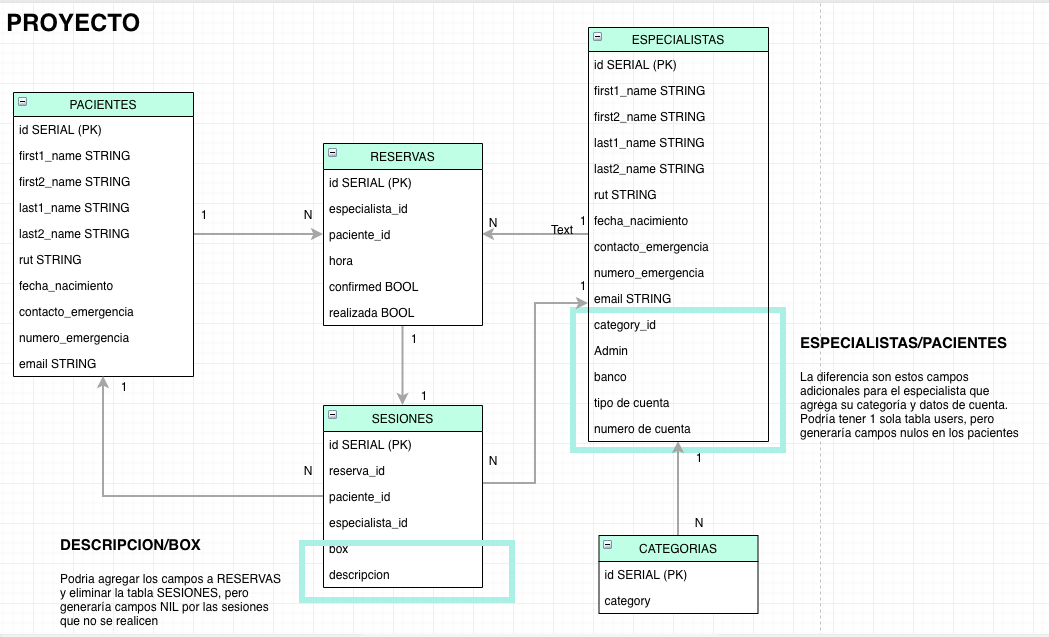 PROYECTO
PACIENTES
id SERIAL (PK)
first1_name STRING
first2_name STRING
last1_name STRING
last2_name STRING
rut STRING
fecha_nacimiento
contacto_emergencia
numero_emergencia
email STRING
1
N
1
RESERVAS
id SERIAL (PK)
especialista_id
paciente_id
hora
confirmed BOOL
realizada BOOL
N
Text
1
1
1
1
ESPECIALISTAS
id SERIAL (PK)
first1_name STRING
first2_name STRING
last1_name STRING
last2_name STRING
rut STRING
fecha_nacimiento
contacto_emergencia
numero_emergencia
email STRING
category_id
Admin
banco
tipo de cuenta
numero de cuenta
ESPECIALISTAS/PACIENTES
La diferencia son estos campos
adicionales para el especialista que
agrega su categoria y datos de cuenta.
Podria tener 1 sola tabla users, pero
generaría campos nulos en los pacientes
SESIONES
id SERIAL (PK)
reserva_id
paciente_id
especialista_id
box
descripcion
N
N
1
N
CATEGORIAS
id SERIAL (PK)
category
DESCRIPCION/BOX
Podria agregar los campos a RESERVAS
y eliminar la tabla SESIONES, pero
generaría campos NIL por las sesiones
que no se realicen